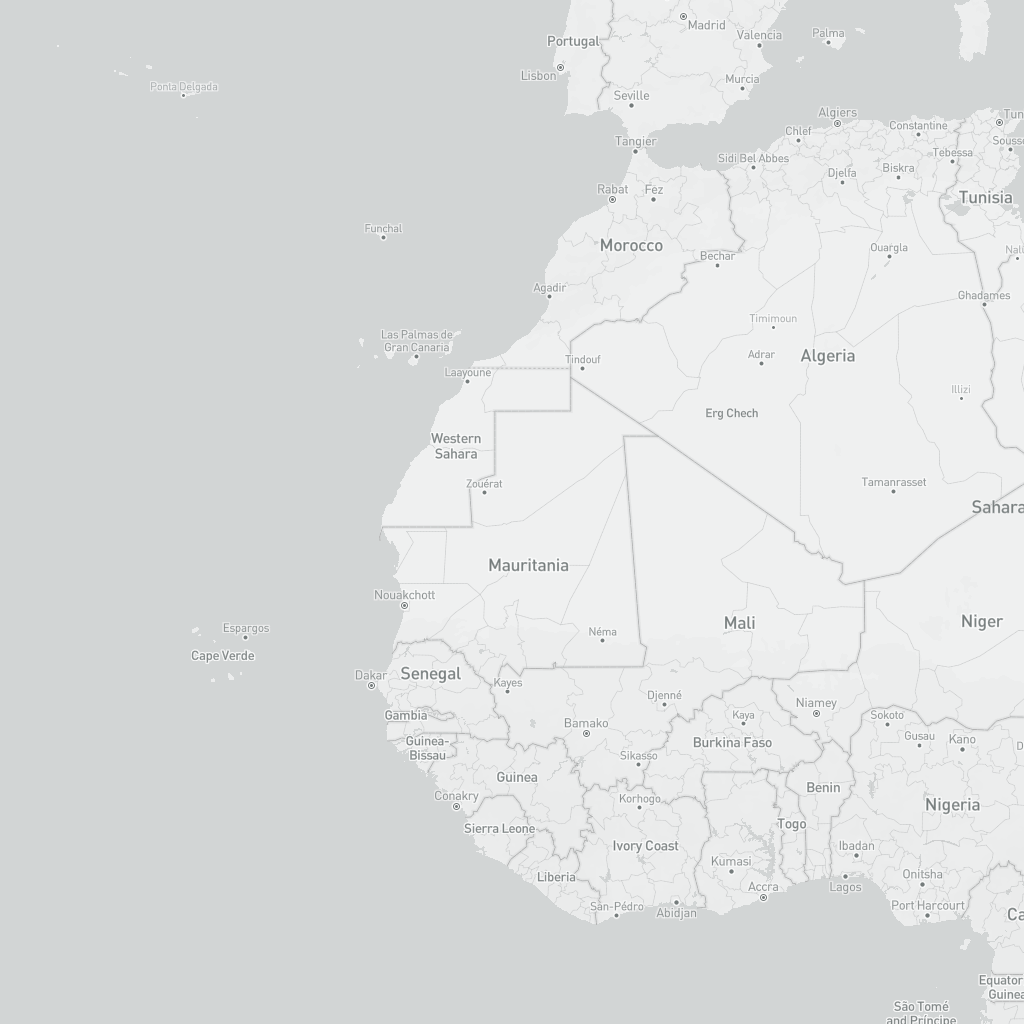 Madrid
Portugal
Valencia
Palma
Lisbon
Murcia
Ponta Delgada
Seville
Algiers
Chlef
Constantine
Tangier
Sousse
Sidi Bel Abbes
Tebessa
Djelfa
Biskra
Rabat
Fez
Tunisia
Funchal
Morocco
Ouargla
Bechar
Agadir
Ghadames
Timimoun
Las Palmas de
Gran Canaria
Tindouf
Adrar
Algeria
Laayoune
Illizi
Erg Chech
Western
Sahara
Zouérat
Tamanrasset
Sahara
Mauritania
Nouakchott
Mali
Niger
Espargos
Néma
Cape Verde
Dakar
Senegal
Kayes
Djenné
Niamey
Gambia
Bamako
Kaya
Sokoto
Gusau
Kano
Guinea-
Bissau
Burkina Faso
Sikasso
Guinea
Benin
Conakry
Korhogo
Nigeria
Sierra Leone
Togo
Ivory Coast
Ibadan
Kumasi
Liberia
Onitsha
Accra
Lagos
San-Pédro
Abidjan
Port Harcourt
Ca
Equator
Guinea
São Tomé
and Príncipe